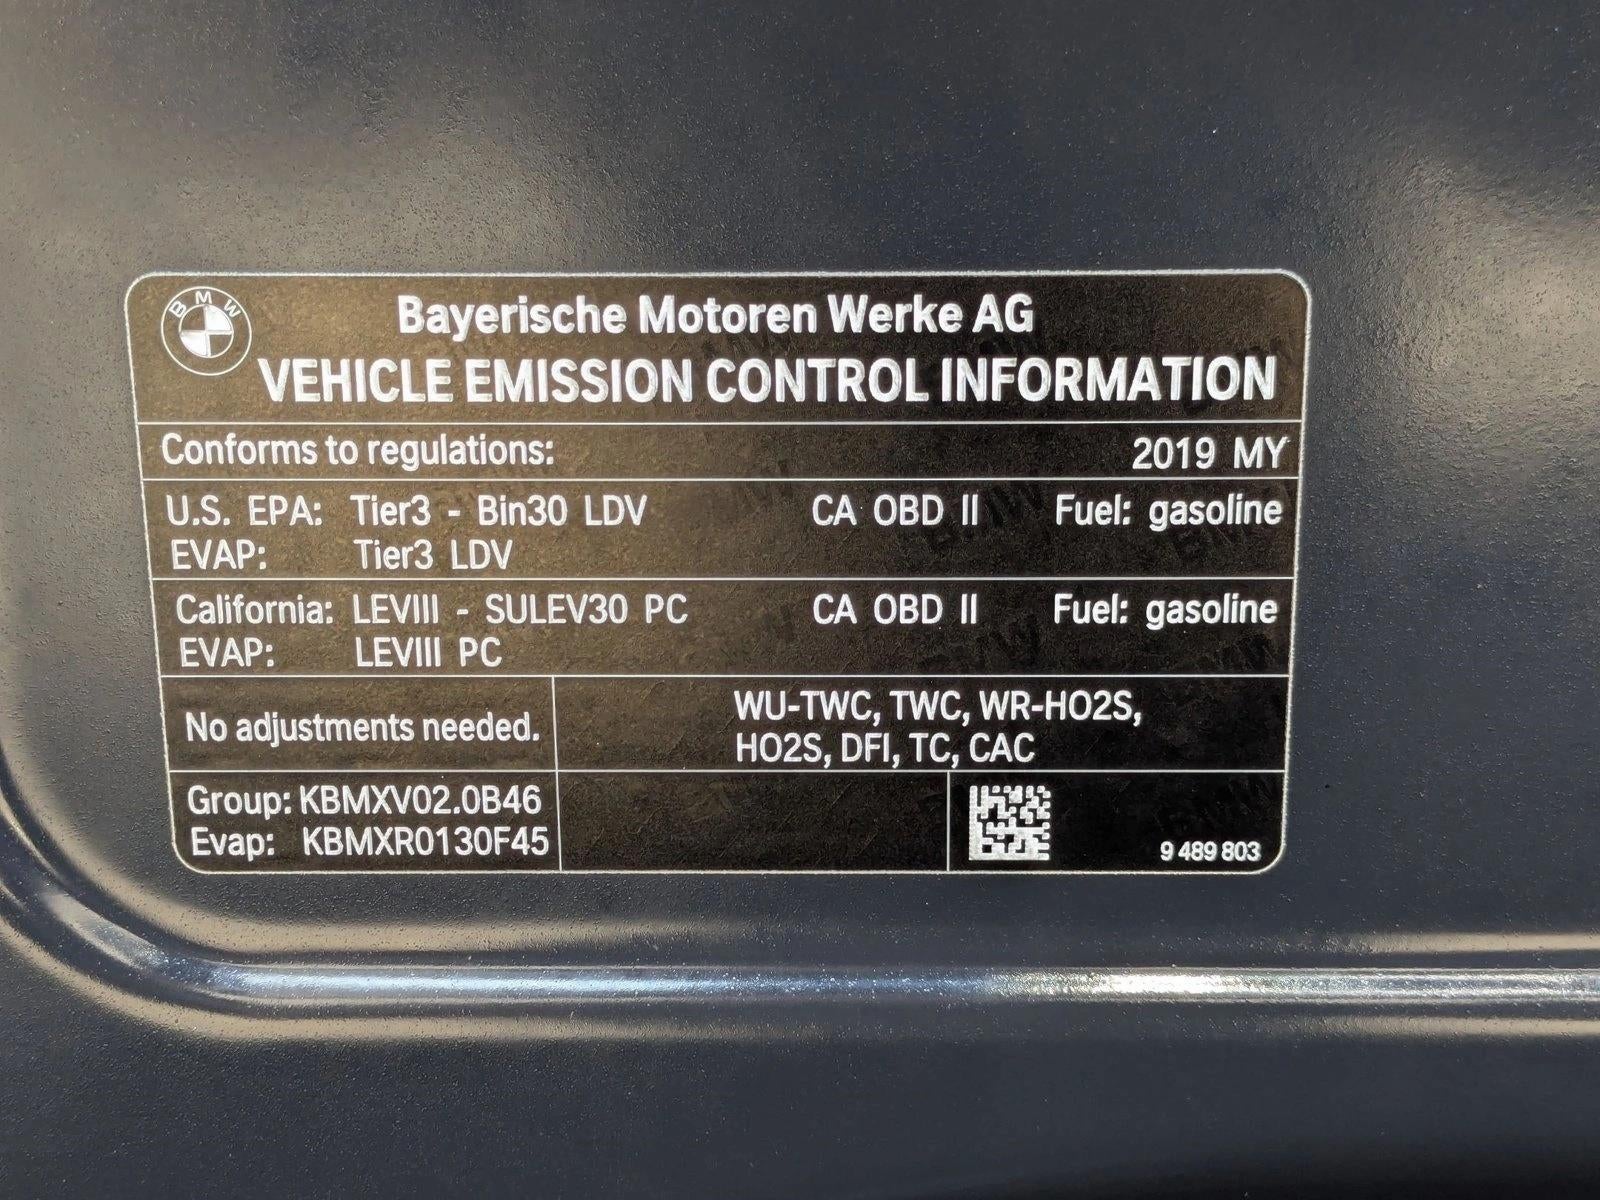 BMW
Bayerische Motoren Werke AG
VEHICLE EMISSION CONTROL INFORMATION
Conforms to regulations: 2019 MY
U.S. EPA: Tier3 - Bin30 LDV CA OBD II Fuel: gasoline
EVAP: Tier3 LDV
California: LEVIII - SULEV30 PC CA OBD II Fuel: gasoline
EVAP: LEVIII PC
No adjustments needed.
WU-TWC, TWC, WR-HO2S,
HO2S, DFI, TC, CAC
Group: KBMXV02.0B46
Evap: KBMXR0130F45
9 489 803